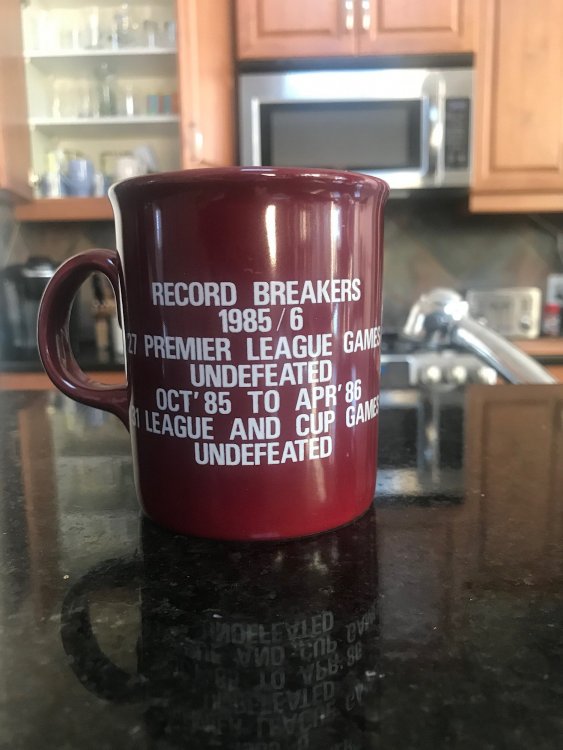 RECORD BREAKERS
1985/6
27 PREMIER LEAGUE GAMES
UNDEFEATED
OCT'85 TO APR'86
31 LEAGUE AND CUP GAMES
UNDEFEATED